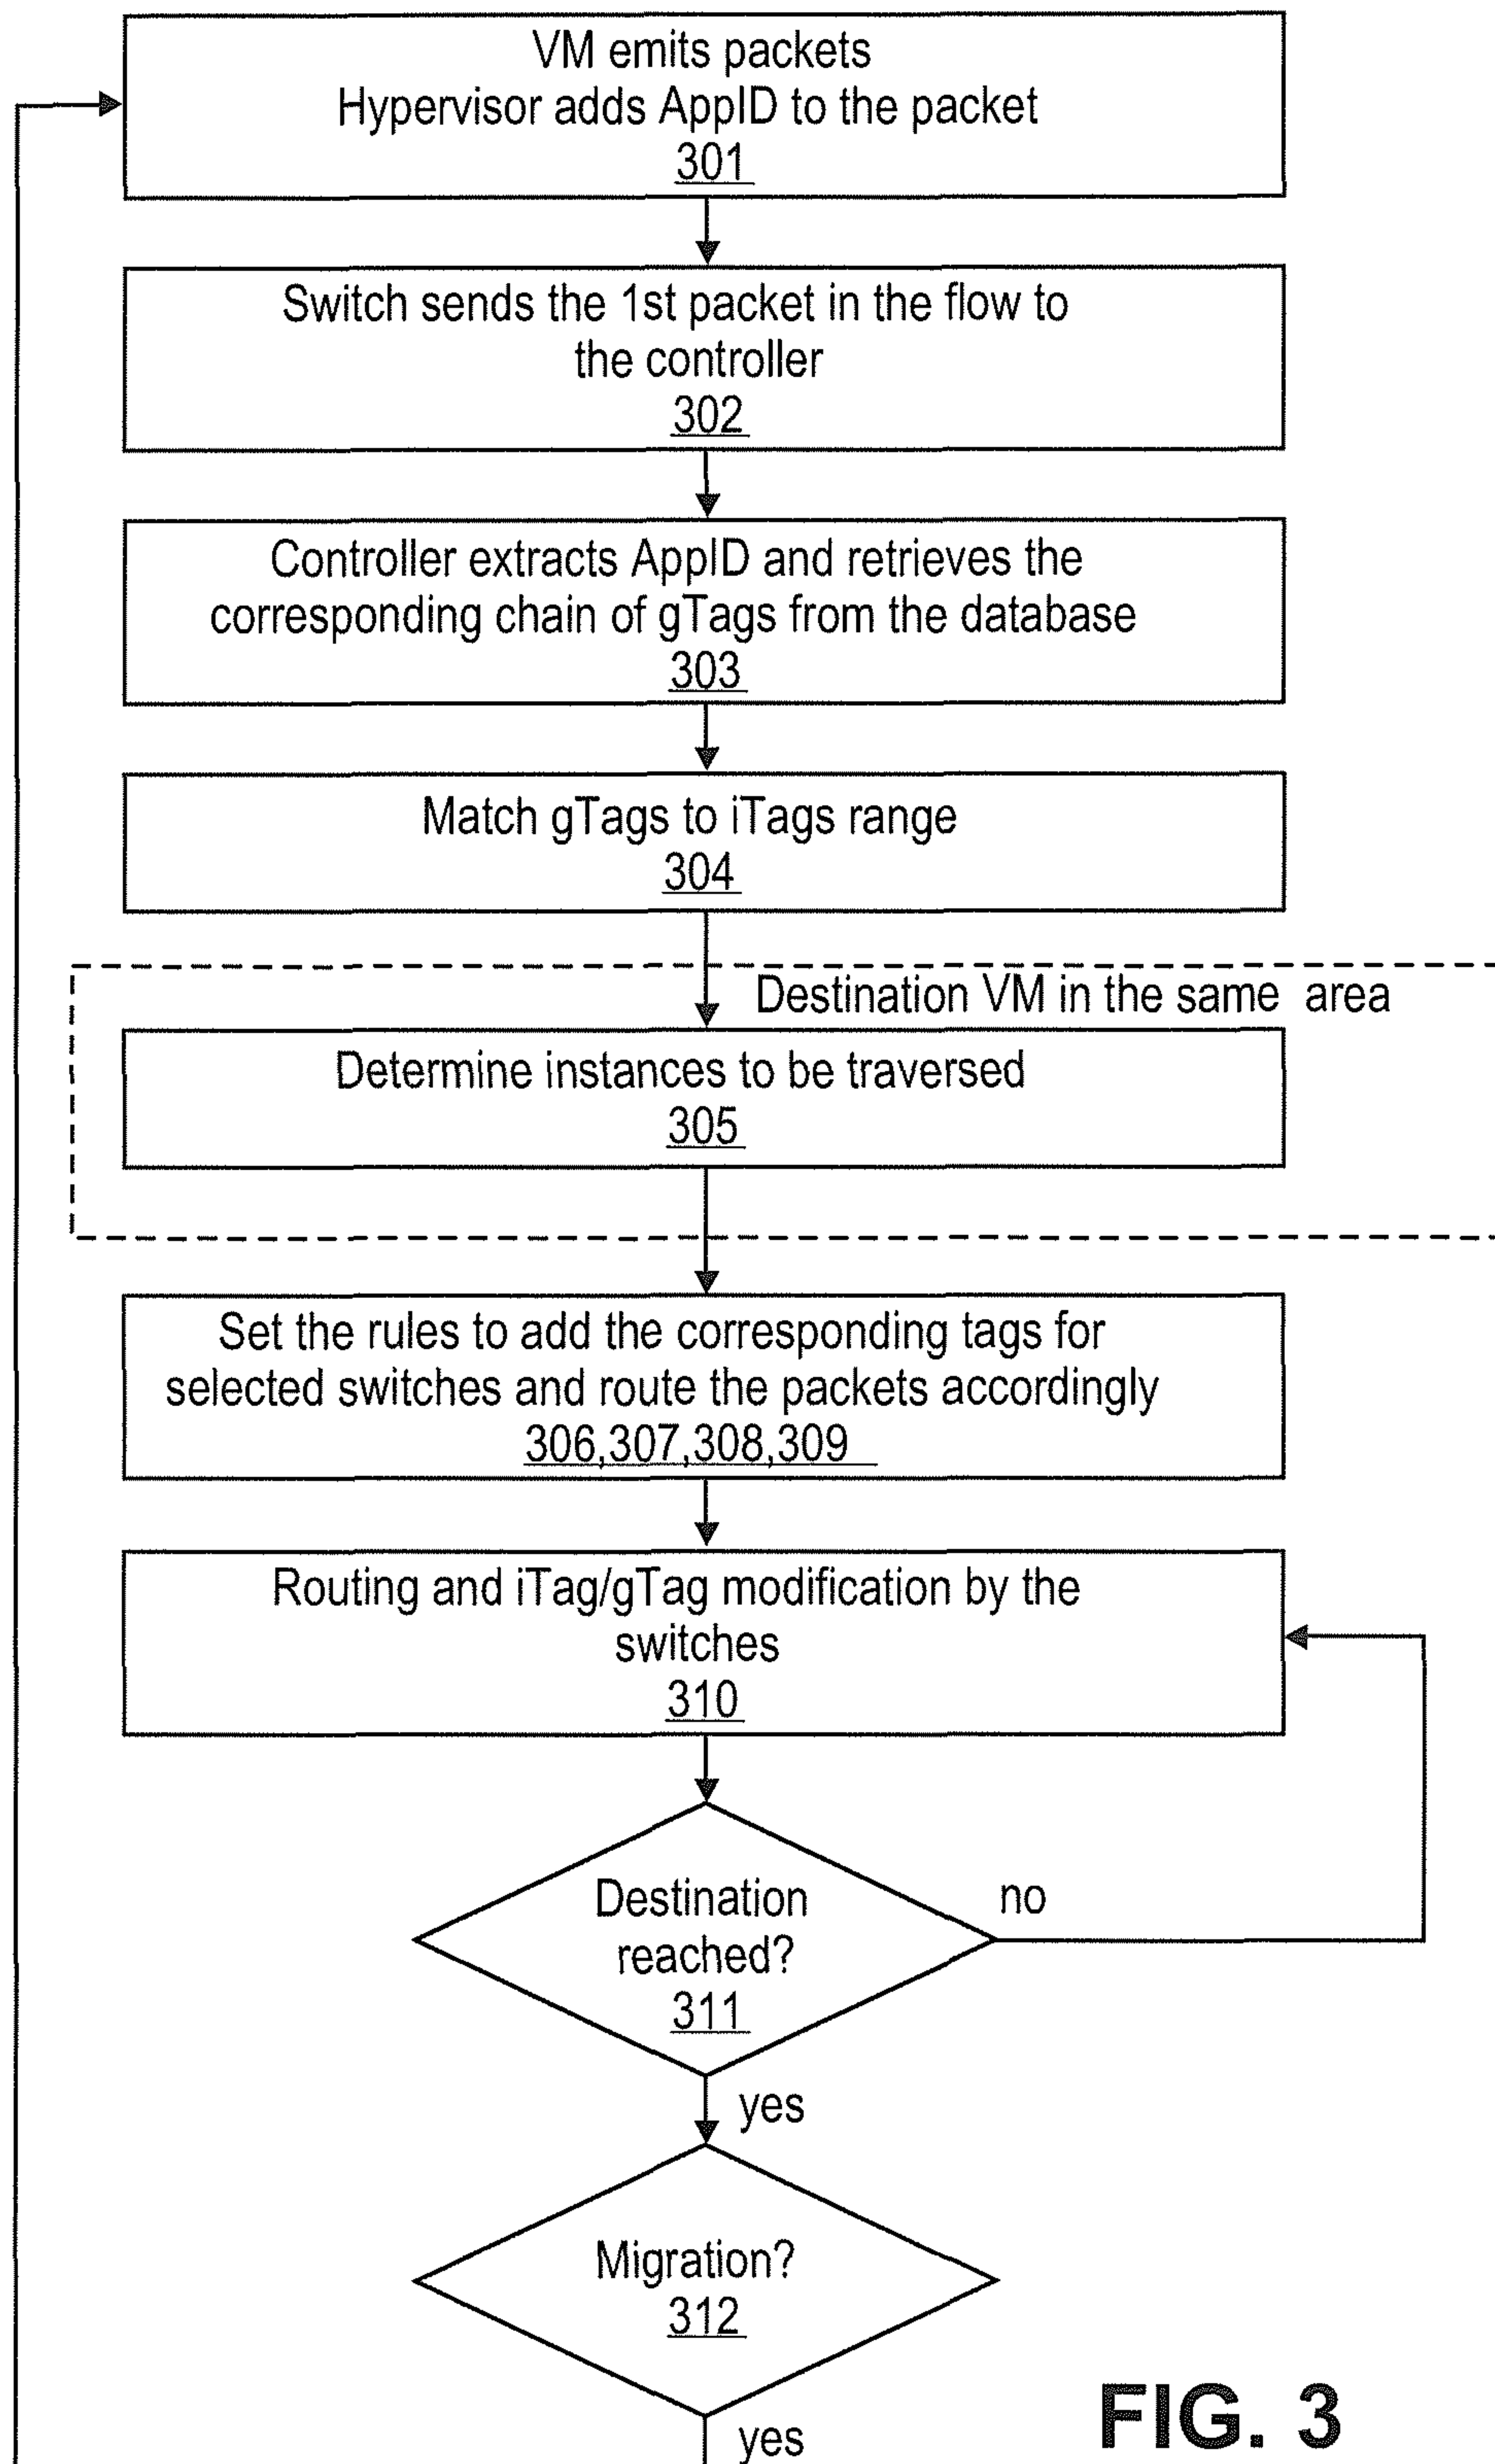 VM emits packets
Hypervisor adds AppID to the packet
301
Switch sends the 1st packet in the flow to
the controller
302
Controller extracts AppID and retrieves the
corresponding chain of gTags from the database
303
Match gTags to iTags range
304
Destination VM in the same area
Determine instances to be traversed
305
Set the rules to add the corresponding tags for
selected switches and route the packets accordingly
306,307,308,309
Routing and iTag/gTag modification by the
switches
310
Destination
reached?
311
no
yes
Migration?
312
yes
FIG. 3